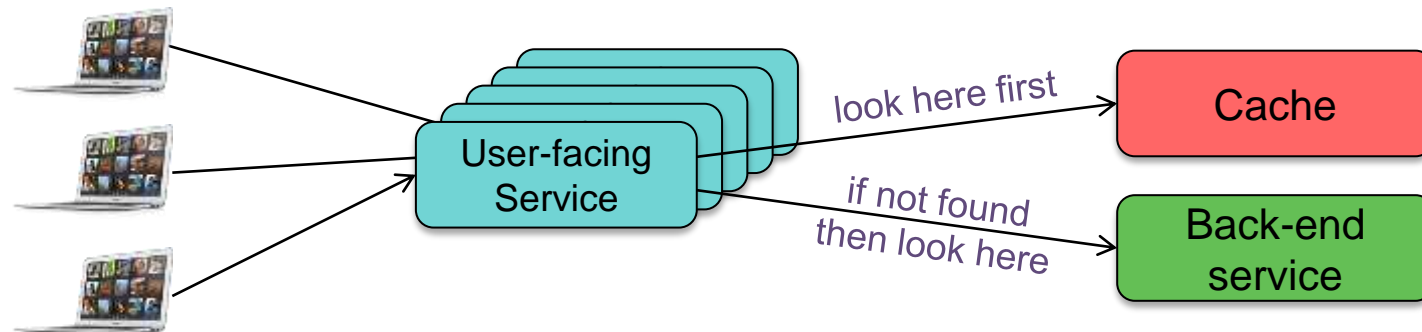 User-facing
Service
look here first
if not found
then look here
Cache
Back-end
service